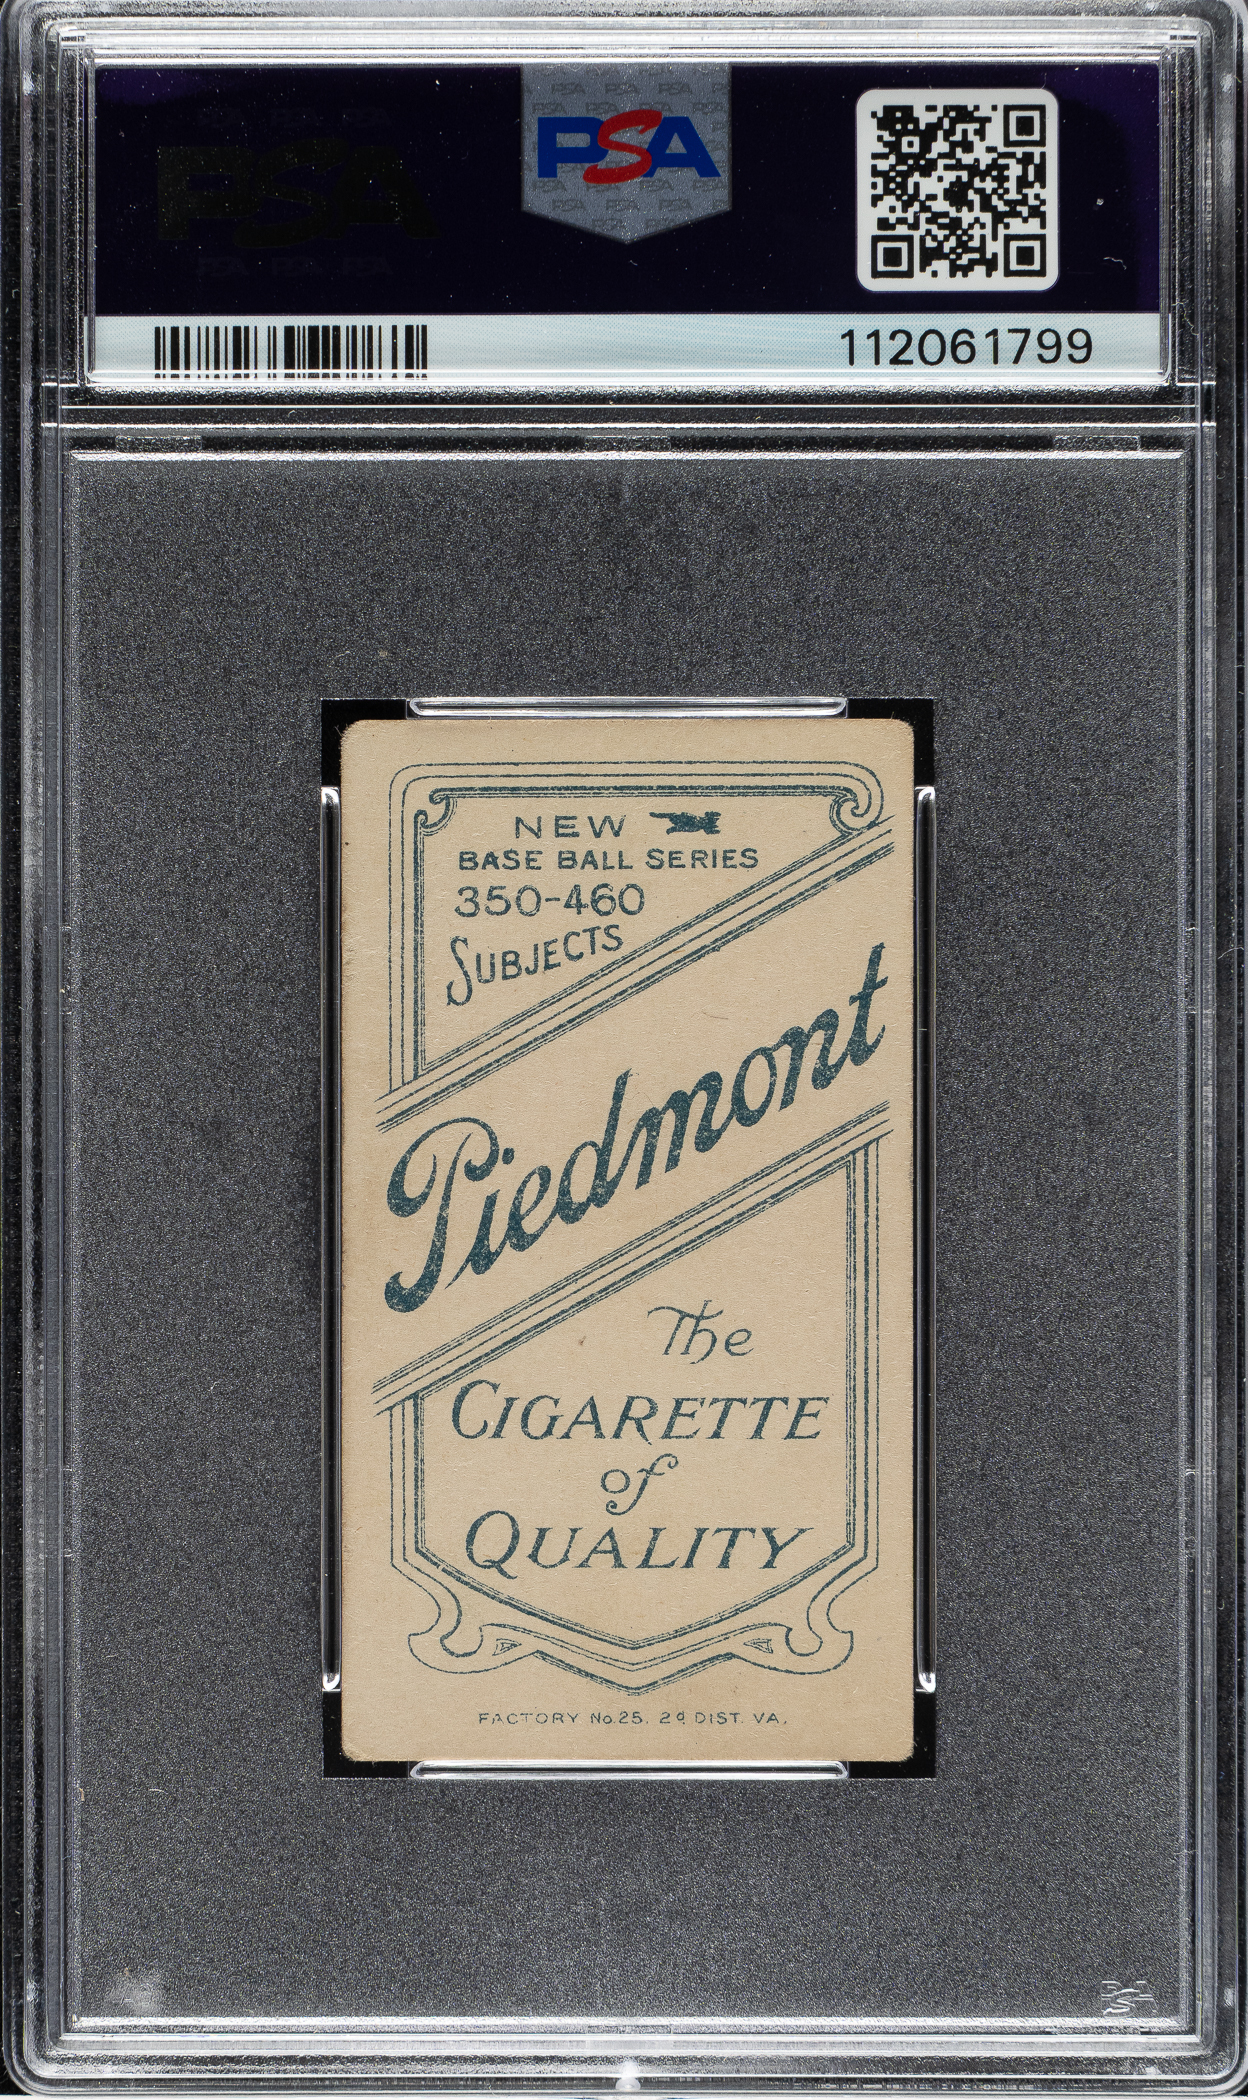 PSA
112061799
NEW
BASE BALL SERIES
350-460
SUBJECTS
Piedmont
The
CIGARETTE
of
QUALITY
FACTORY No. 25. 2d DIST. VA.